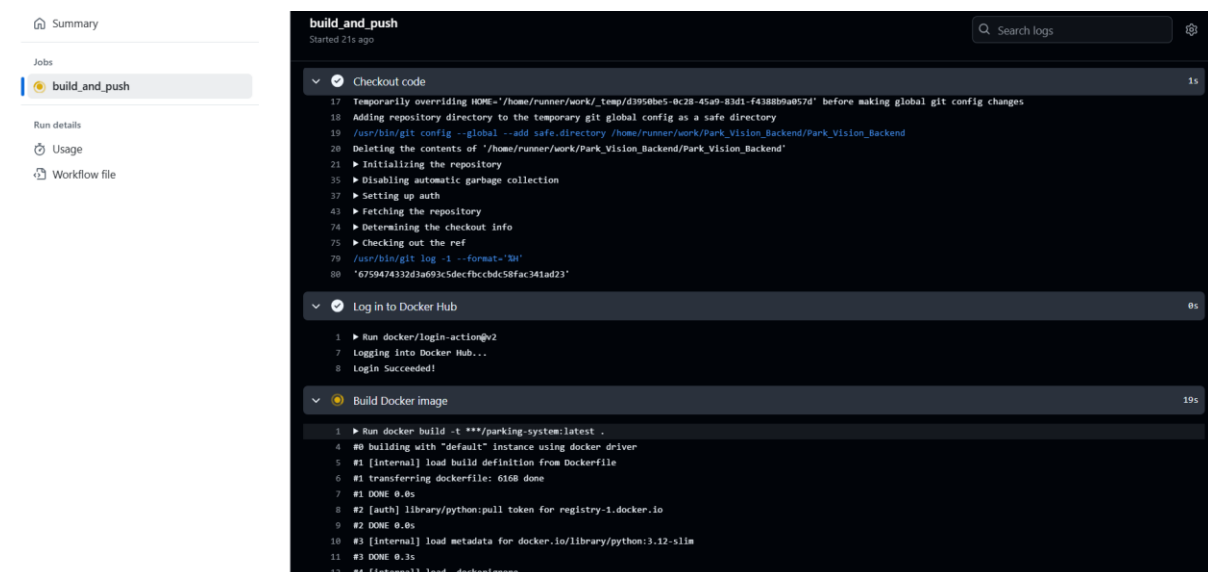 Summary
Jobs
build_and_push
Run details
Usage
Workflow file
build_and_push
Started 21s ago
Search logs
Checkout code 1s
17 Temporarily overriding HOME='/home/runner/work/_temp/d3950be5-0c28-45a9-83d1-f4388b9a057d' before making global git config changes
18 Adding repository directory to the temporary git global config as a safe directory
19 /usr/bin/git config --global --add safe.directory /home/runner/work/Park_Vision_Backend/Park_Vision_Backend
20 Deleting the contents of '/home/runner/work/Park_Vision_Backend/Park_Vision_Backend'
21 ▶ Initializing the repository
35 ▶ Disabling automatic garbage collection
37 ▶ Setting up auth
43 ▶ Fetching the repository
74 ▶ Determining the checkout info
75 ▶ Checking out the ref
79 /usr/bin/git log -1 --format='%H'
80 '6759474332d3a693c5decfbccbdc58fac341ad23'
Log in to Docker Hub 0s
1 ▶ Run docker/login-action@v2
7 Logging into Docker Hub...
8 Login Succeeded!
Build Docker image 19s
1 ▶ Run docker build -t ***/parking-system:latest .
4 #0 building with "default" instance using docker driver
5 #1 [internal] load build definition from Dockerfile
6 #1 transferring dockerfile: 616B done
7 #1 DONE 0.0s
8 #2 [auth] library/python:pull token for registry-1.docker.io
9 #2 DONE 0.0s
10 #3 [internal] load metadata for docker.io/library/python:3.12-slim
11 #3 DONE 0.3s
12 #4 [internal] load .dockerignore